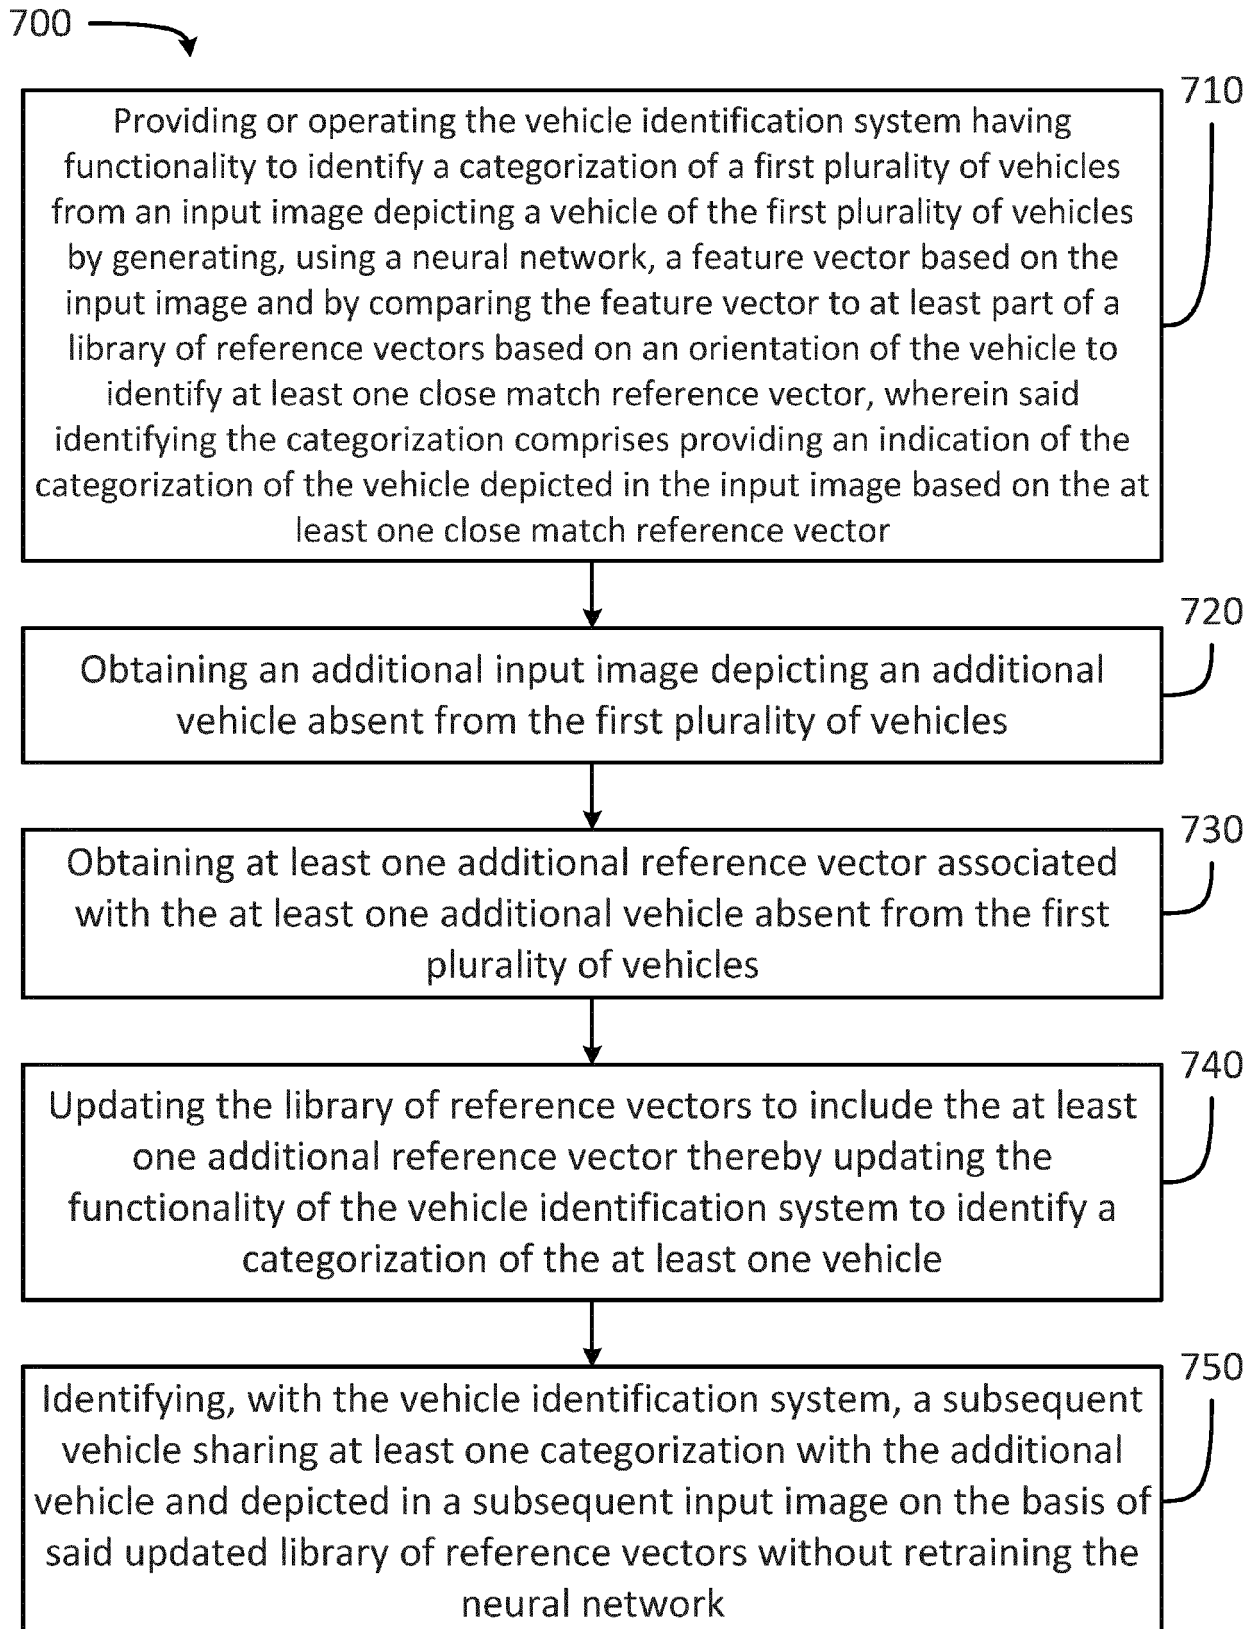 700
710
Providing or operating the vehicle identification system having
functionality to identify a categorization of a first plurality of vehicles
from an input image depicting a vehicle of the first plurality of vehicles
by generating, using a neural network, a feature vector based on the
input image and by comparing the feature vector to at least part of a
library of reference vectors based on an orientation of the vehicle to
identify at least one close match reference vector, wherein said
identifying the categorization comprises providing an indication of the
categorization of the vehicle depicted in the input image based on the at
least one close match reference vector
720
Obtaining an additional input image depicting an additional
vehicle absent from the first plurality of vehicles
730
Obtaining at least one additional reference vector associated
with the at least one additional vehicle absent from the first
plurality of vehicles
740
Updating the library of reference vectors to include the at least
one additional reference vector thereby updating the
functionality of the vehicle identification system to identify a
categorization of the at least one vehicle
750
Identifying, with the vehicle identification system, a subsequent
vehicle sharing at least one categorization with the additional
vehicle and depicted in a subsequent input image on the basis of
said updated library of reference vectors without retraining the
neural network